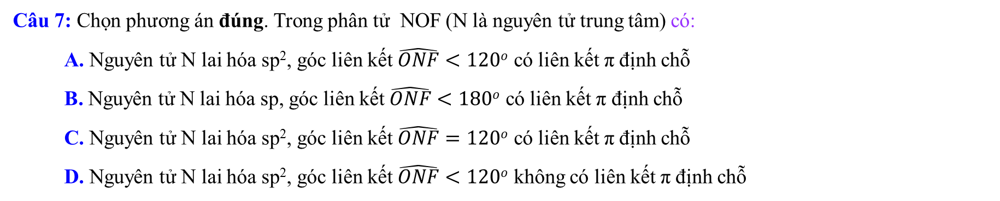 Câu 7: Chọn phương án đúng. Trong phân tử NOF (N là nguyên tử trung tâm) có:
A. Nguyên tử N lai hóa sp², góc liên kết $\widehat{ONF} < 120^o$ có liên kết π định chỗ
B. Nguyên tử N lai hóa sp, góc liên kết $\widehat{ONF} < 180^o$ có liên kết π định chỗ
C. Nguyên tử N lai hóa sp², góc liên kết $\widehat{ONF} = 120^o$ có liên kết π định chỗ
D. Nguyên tử N lai hóa sp², góc liên kết $\widehat{ONF} < 120^o$ không có liên kết π định chỗ